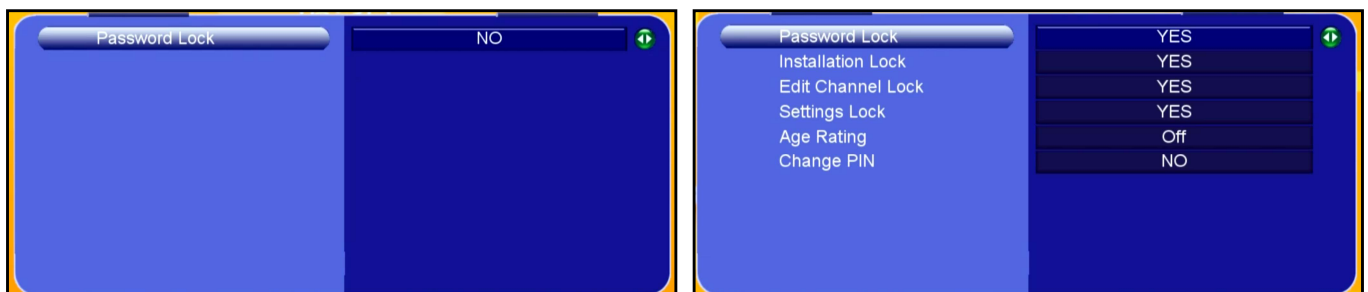 Password Lock NO
Password Lock YES
Installation Lock YES
Edit Channel Lock YES
Settings Lock YES
Age Rating Off
Change PIN NO